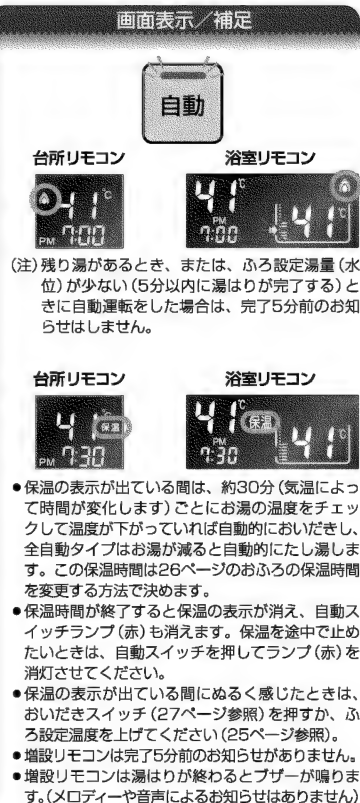 画面表示／補足
自動
台所リモコン
浴室リモコン
41℃
PM 7:00
41℃
PM
7:00
41℃
(注)残り湯があるとき、または、ふろ設定湯量(水
位)が少ない(5分以内に湯はりが完了する)と
きに自動運転をした場合は、完了5分前のお知
らせはしません。
台所リモコン
浴室リモコン
41℃
保温
PM 7:30
41℃
保温
PM
7:30
41℃
●保温の表示が出ている間は、約30分(気温によっ
て時間が変化します)ごとにお湯の温度をチェッ
クして温度が下がっていれば自動的においだきし、
全自動タイプはお湯が減ると自動的にたし湯しま
す。この保温時間は26ページのおふろの保温時間
を変更する方法で決めます。
●保温時間が終了すると保温の表示が消え、自動ス
イッチランプ(赤)も消えます。保温を途中で止め
たいときは、自動スイッチを押してランプ(赤)を
消灯させてください。
●保温の表示が出ている間にぬるく感じたときは、
おいだきスイッチ(27ページ参照)を押すか、ふ
ろ設定温度を上げてください(25ページ参照)。
●増設リモコンは完了5分前のお知らせがありません。
●増設リモコンは湯はりが終わるとブザーが鳴りま
す。(メロディーや音声によるお知らせはありません)